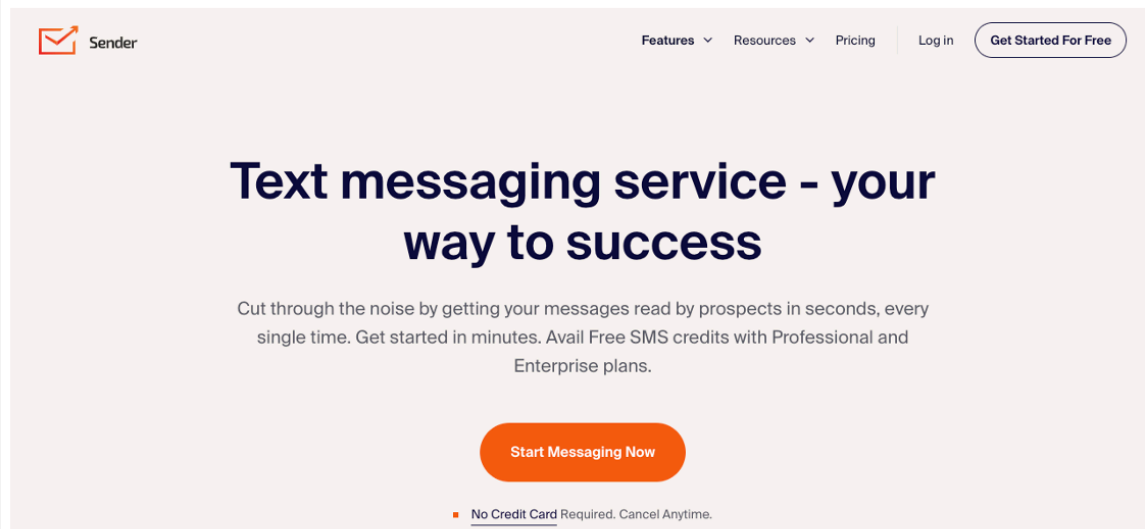 Sender
Features
Resources
Pricing
Log in
Get Started For Free
Text messaging service - your
way to success
Cut through the noise by getting your messages read by prospects in seconds, every
single time. Get started in minutes. Avail Free SMS credits with Professional and
Enterprise plans.
Start Messaging Now
No Credit Card Required. Cancel Anytime.